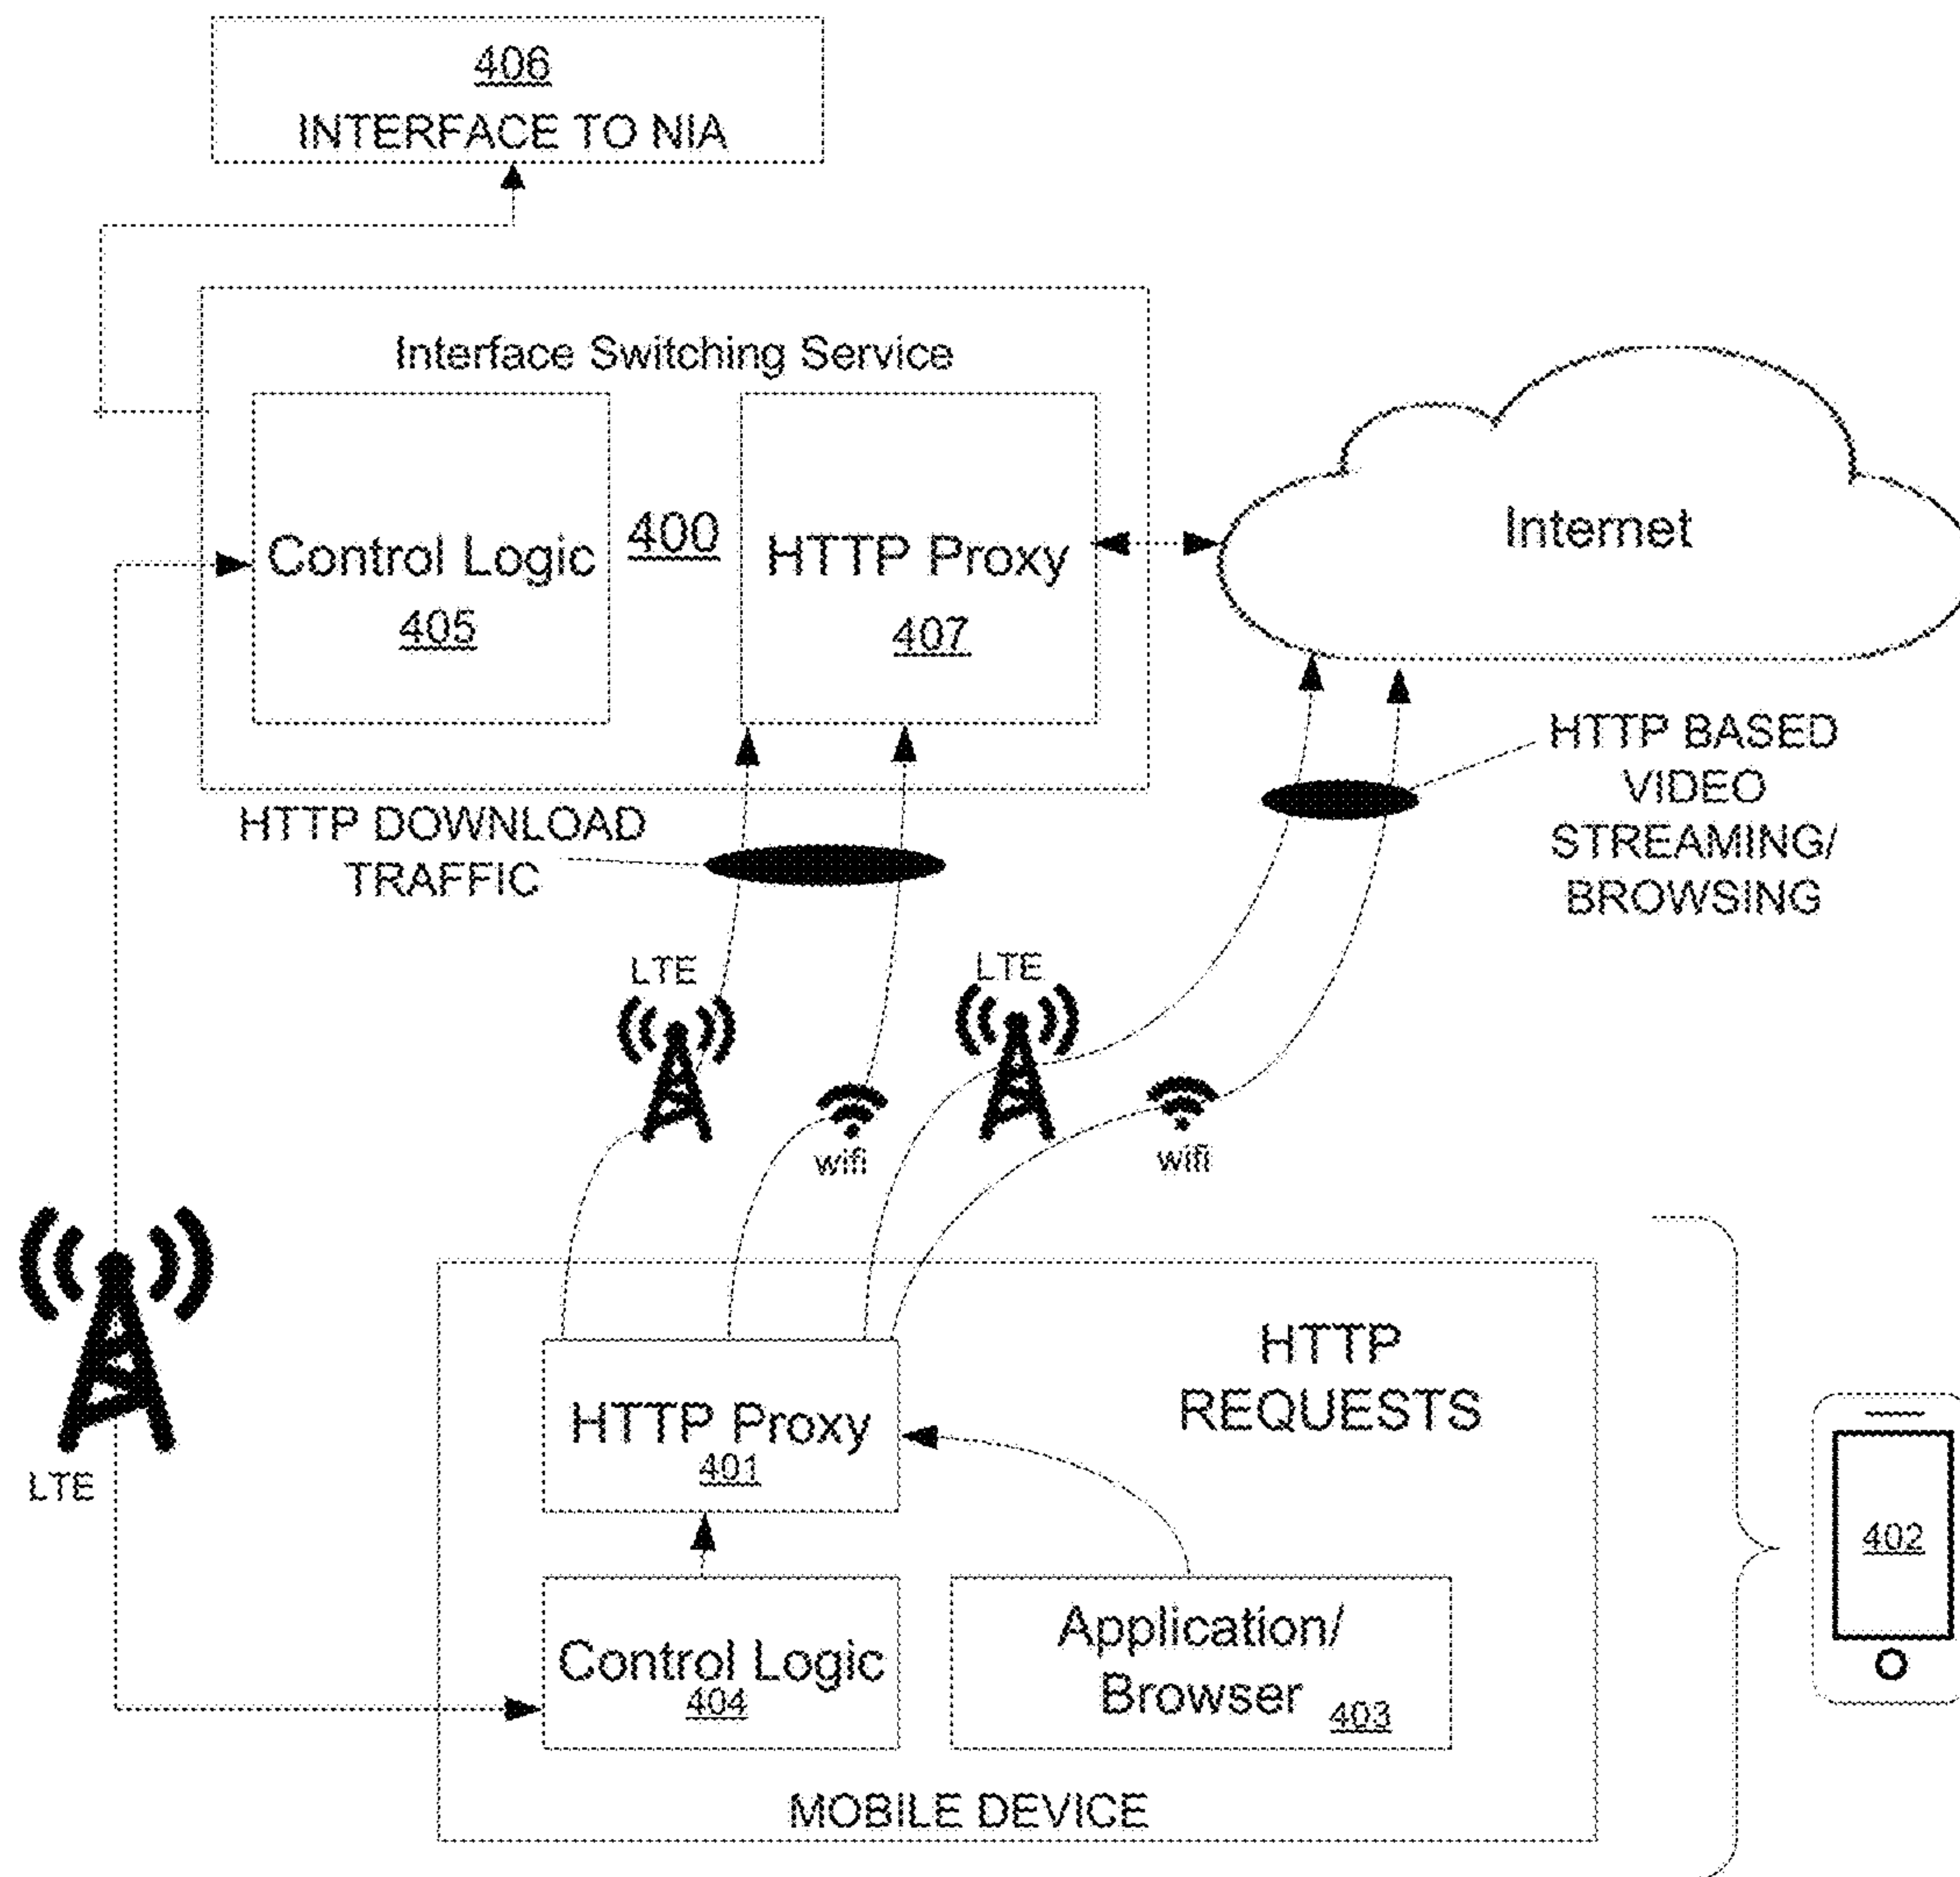 406
INTERFACE TO NIA
Interface Switching Service
Control Logic
405
400
HTTP Proxy
407
Internet
HTTP DOWNLOAD
TRAFFIC
HTTP BASED
VIDEO
STREAMING/
BROWSING
LTE
wifi
LTE
wifi
LTE
HTTP
REQUESTS
HTTP Proxy
401
Control Logic
404
Application/
Browser
403
MOBILE DEVICE
402